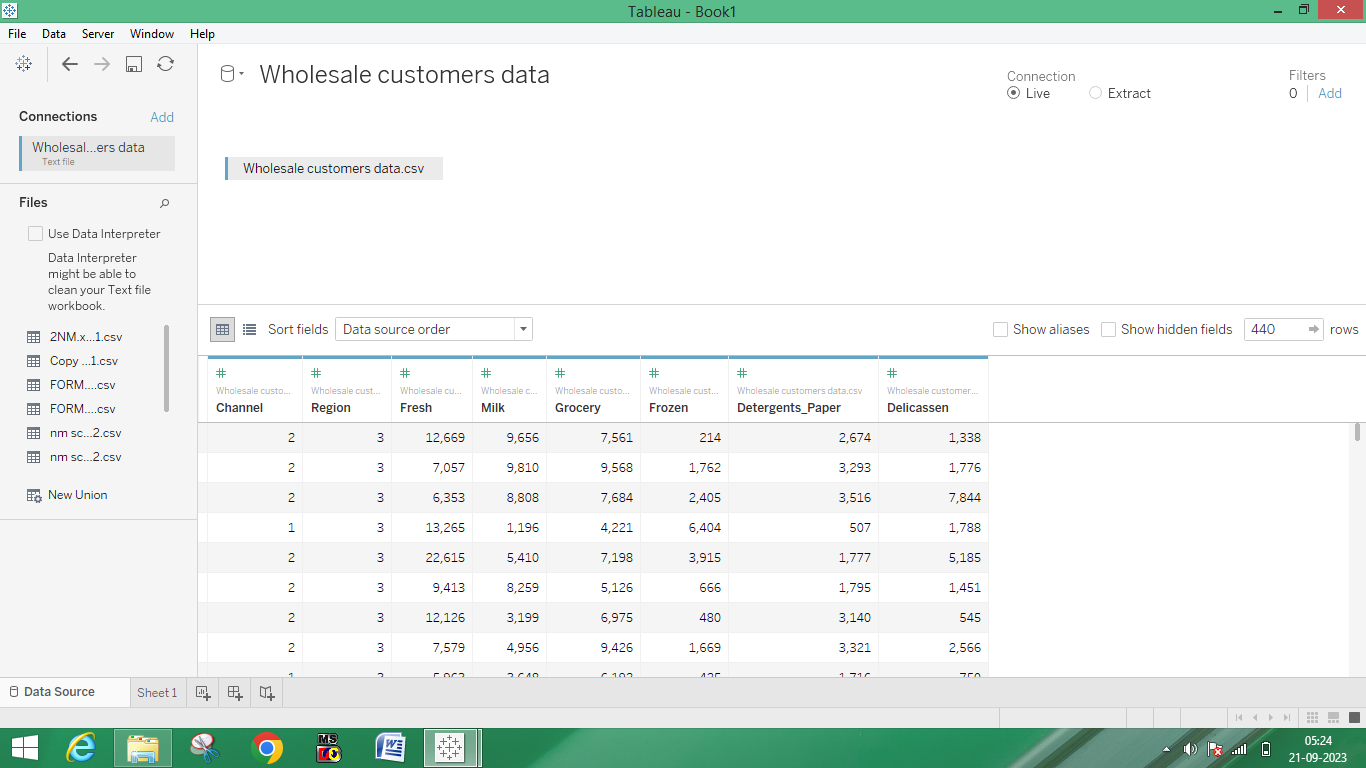 Tableau - Book1
File Data Server Window Help
Wholesale customers data
Connection
Live Extract
Filters
0 Add
Connections Add
Wholesal...ers data
Text file
Wholesale customers data.csv
Files
Use Data Interpreter
Data Interpreter
might be able to
clean your Text file
workbook.
2NM.x...1.csv
Copy ...1.csv
FORM....csv
FORM....csv
nm sc...2.csv
nm sc...2.csv
New Union
Sort fields Data source order Show aliases Show hidden fields 440 rows
Wholesale custo... Wholesale cust... Wholesale cu... Wholesale c... Wholesale custo... Wholesale cust... Wholesale customers data.csv Wholesale customer...
Channel Region Fresh Milk Grocery Frozen Detergents_Paper Delicassen
2 3 12,669 9,656 7,561 214 2,674 1,338
2 3 7,057 9,810 9,568 1,762 3,293 1,776
2 3 6,353 8,808 7,684 2,405 3,516 7,844
1 3 13,265 1,196 4,221 6,404 507 1,788
2 3 22,615 5,410 7,198 3,915 1,777 5,185
2 3 9,413 8,259 5,126 666 1,795 1,451
2 3 12,126 3,199 6,975 480 3,140 545
2 3 7,579 4,956 9,426 1,669 3,321 2,566
Data Source Sheet 1
MS
05:24
21-09-2023